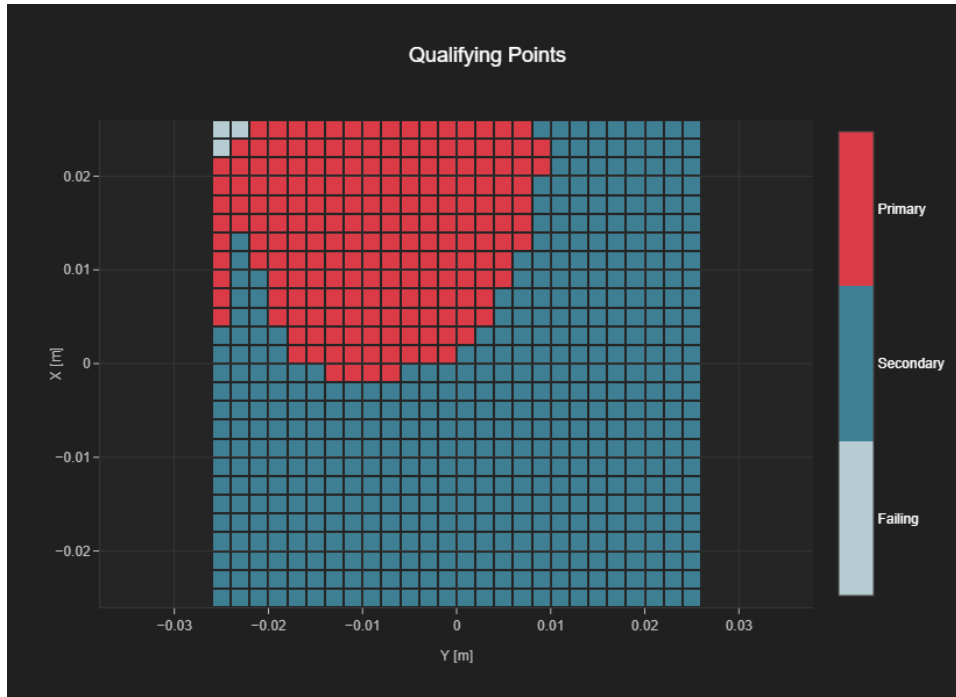 Qualifying Points
0.02
0.01
0
−0.01
−0.02
X [m]
−0.03
−0.02
−0.01
0
0.01
0.02
0.03
Y [m]
Primary
Secondary
Failing